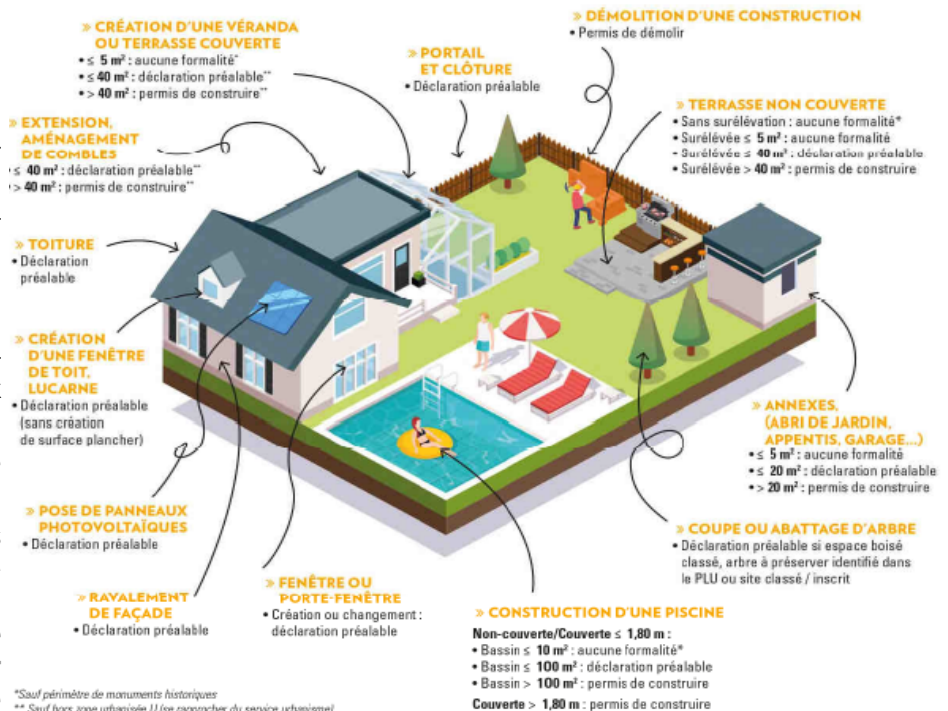 » CRÉATION D'UNE VÉRANDA
OU TERRASSE COUVERTE
• ≤ 5 m² : aucune formalité*
• ≤ 40 m² : déclaration préalable**
• > 40 m² : permis de construire**
» PORTAIL
ET CLÔTURE
• Déclaration préalable
» DÉMOLITION D'UNE CONSTRUCTION
• Permis de démolir
» TERRASSE NON COUVERTE
• Sans surélévation : aucune formalité*
• Surélevée ≤ 5 m² : aucune formalité
• Surélevée ≤ 40 m² : déclaration préalable
• Surélevée > 40 m² : permis de construire
» EXTENSION,
AMÉNAGEMENT
DE COMBLES
• ≤ 40 m² : déclaration préalable**
• > 40 m² : permis de construire**
» TOITURE
• Déclaration
préalable
» CRÉATION
D'UNE FENÊTRE
DE TOIT,
LUCARNE
• Déclaration préalable
(sans création
de surface plancher)
» ANNEXES,
(ABRI DE JARDIN,
APPENTIS, GARAGE...)
• ≤ 5 m² : aucune formalité
• ≤ 20 m² : déclaration préalable
• > 20 m² : permis de construire
» POSE DE PANNEAUX
PHOTOVOLTAÏQUES
• Déclaration préalable
» COUPE OU ABATTAGE D'ARBRE
• Déclaration préalable si espace boisé
classé, arbre à préserver identifié dans
le PLU ou site classé / inscrit
» RAVALEMENT
DE FAÇADE
• Déclaration préalable
» FENÊTRE OU
PORTE-FENÊTRE
• Création ou changement :
déclaration préalable
» CONSTRUCTION D'UNE PISCINE
Non-couverte/Couverte ≤ 1,80 m :
• Bassin ≤ 10 m² : aucune formalité*
• Bassin ≤ 100 m² : déclaration préalable
• Bassin > 100 m² : permis de construire
Couverte > 1,80 m : permis de construire
*Sauf périmètre de monuments historiques
** Sauf hors zone urbanisée U (se rapprocher du service urbanisme)